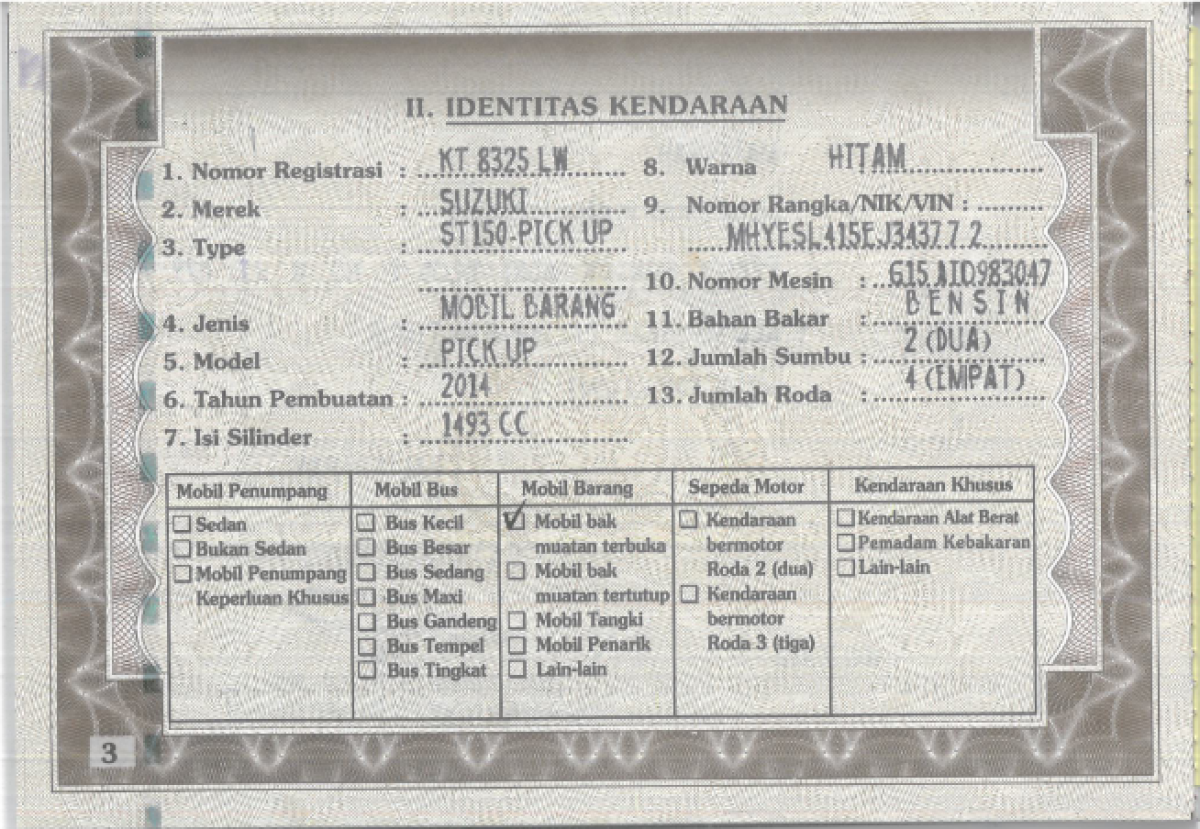 II. IDENTITAS KENDARAAN
1. Nomor Registrasi : KT 8325 LW
2. Merek : SUZUKI
3. Type : ST150-PICK UP
4. Jenis : MOBIL BARANG
5. Model : PICK UP
6. Tahun Pembuatan : 2014
7. Isi Silinder : 1493 CC
8. Warna HITAM
9. Nomor Rangka/NIK/VIN :
MHYESL415EJ343772
10. Nomor Mesin : G15AID983047
11. Bahan Bakar : BENSIN
12. Jumlah Sumbu : 2 (DUA)
13. Jumlah Roda : 4 (EMPAT)
Mobil Penumpang
Sedan
Bukan Sedan
Mobil Penumpang
Keperluan Khusus
Mobil Bus
Bus Kecil
Bus Besar
Bus Sedang
Bus Maxi
Bus Gandeng
Bus Tempel
Bus Tingkat
Mobil Barang
Mobil bak
muatan terbuka
Mobil bak
muatan tertutup
Mobil Tangki
Mobil Penarik
Lain-lain
Sepeda Motor
Kendaraan
bermotor
Roda 2 (dua)
Kendaraan
bermotor
Roda 3 (tiga)
Kendaraan Khusus
Kendaraan Alat Berat
Pemadam Kebakaran
Lain-lain
3